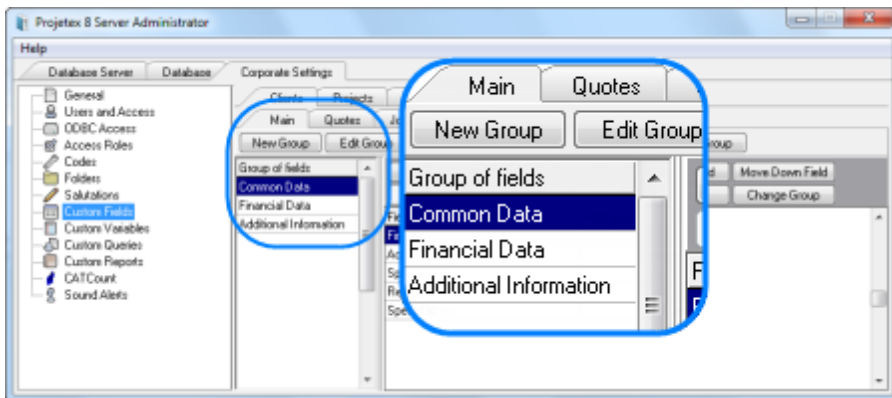 Projetex 8 Server Administrator
Help
Database Server Database Corporate Settings
General
Users and Access
ODBC Access
Access Roles
Codes
Folders
Salutations
Custom Fields
Custom Variables
Custom Queries
Custom Reports
CATCount
Sound Alerts
Clients Projects
Main Quotes
New Group Edit Grou
Group of fields
Common Data
Financial Data
Additional Information
Main Quotes
New Group Edit Group
Group of fields
Common Data
Financial Data
Additional Information
Move Down Field
Change Group